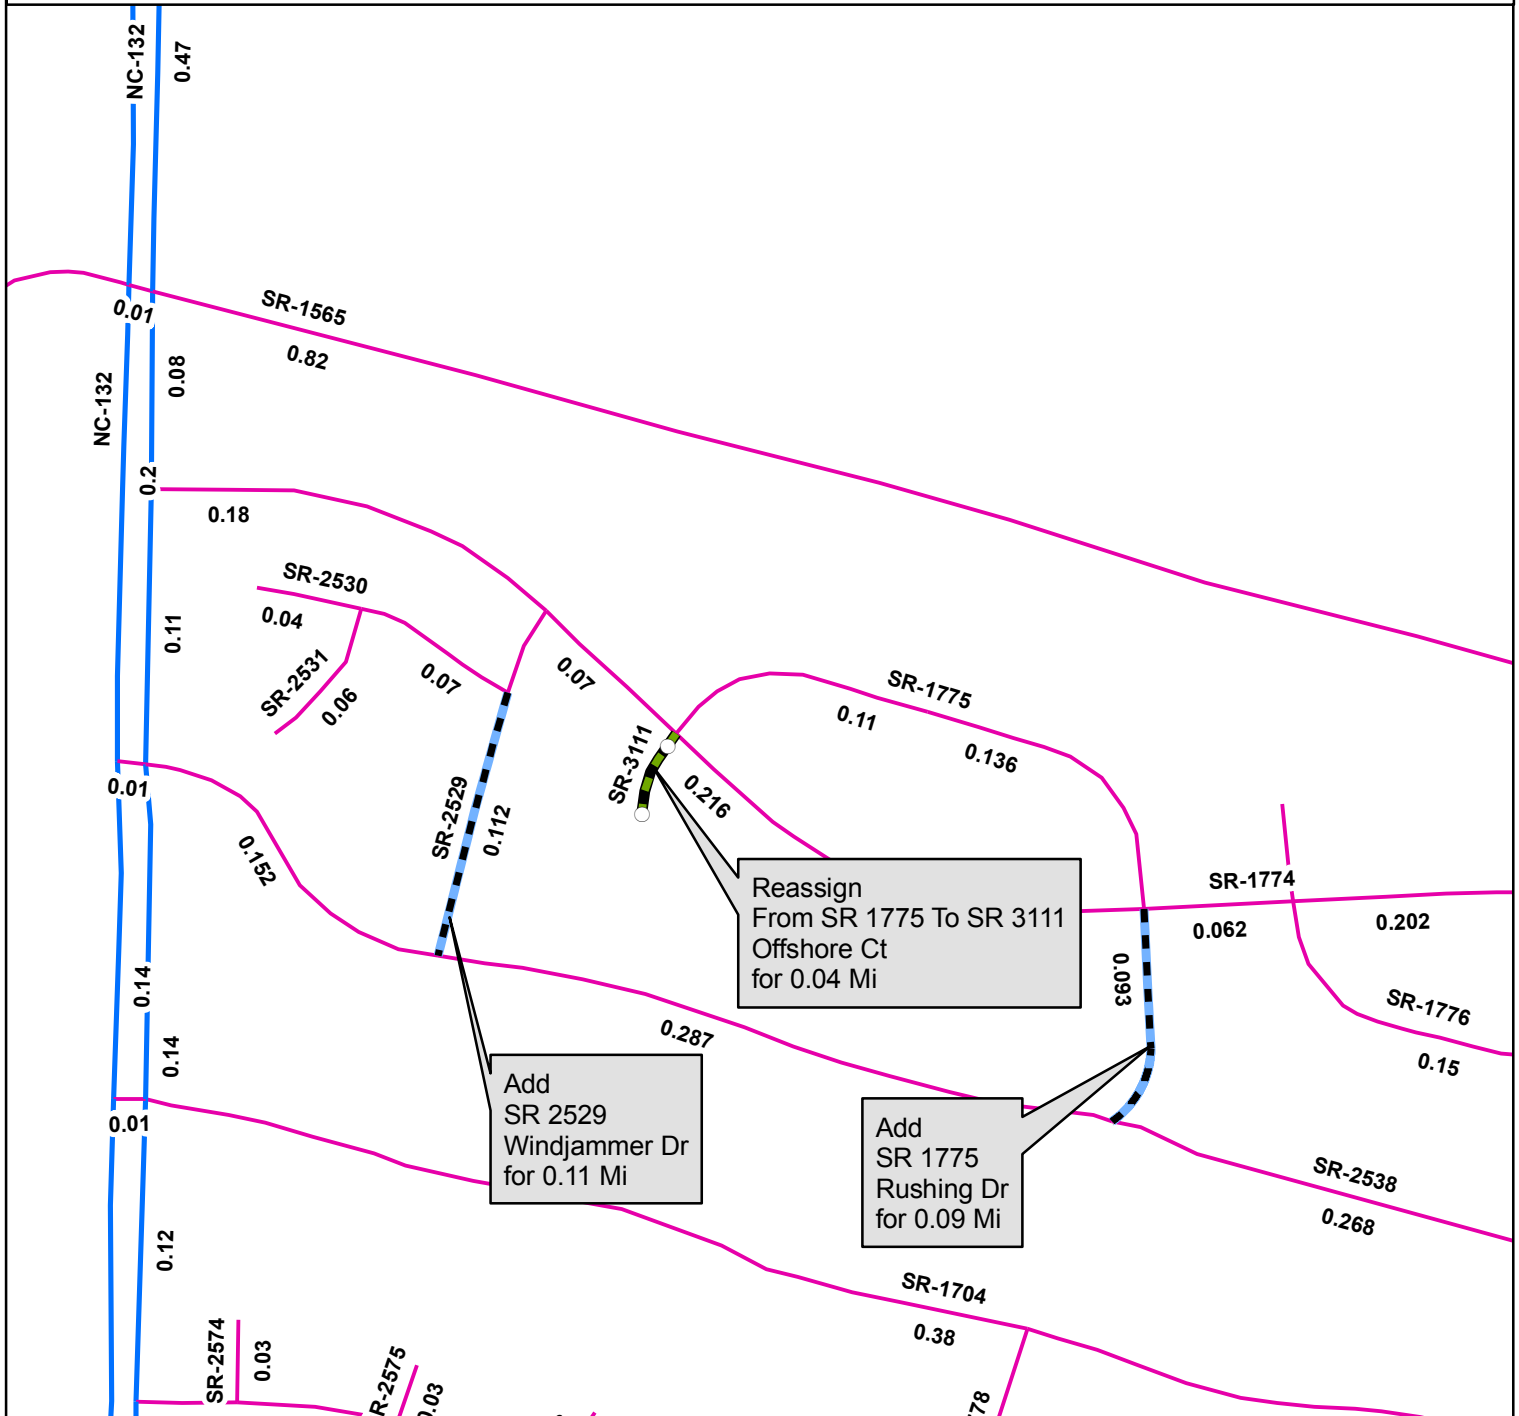 NC-132
0.47
0.01
SR-1565
0.82
NC-132
0.08
0.2
0.18
0.11
SR-2530
0.04
SR-2531
0.06
0.07
0.07
SR-1775
0.11
0.136
SR-3111
0.216
SR-2529
0.112
0.01
0.152
Reassign
From SR 1775 To SR 3111
Offshore Ct
for 0.04 Mi
SR-1774
0.062
0.202
0.093
SR-1776
0.15
0.14
0.14
0.287
Add
SR 2529
Windjammer Dr
for 0.11 Mi
Add
SR 1775
Rushing Dr
for 0.09 Mi
0.01
SR-2538
0.268
0.12
SR-1704
0.38
SR-2574
0.03
R-2575
0.03
78